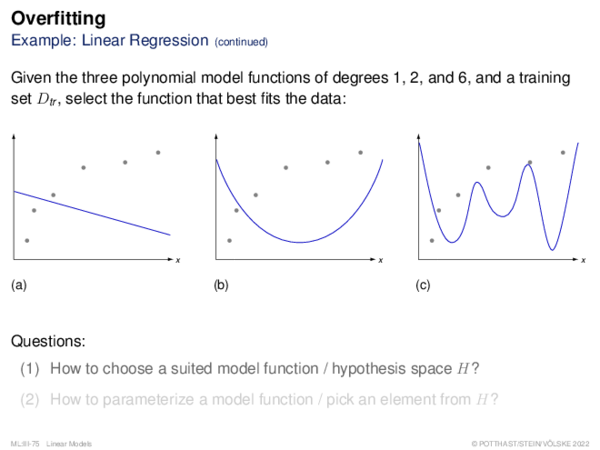 Overfitting
Example: Linear Regression (continued)
Given the three polynomial model functions of degrees 1, 2, and 6, and a training
set Dtr, select the function that best fits the data:
x x x
(a) (b) (c)
Questions:
(1) How to choose a suited model function / hypothesis space H?
(2) How to parameterize a model function / pick an element from H?
ML:III-75 Linear Models © POTTHAST/STEIN/VÖLSKE 2022